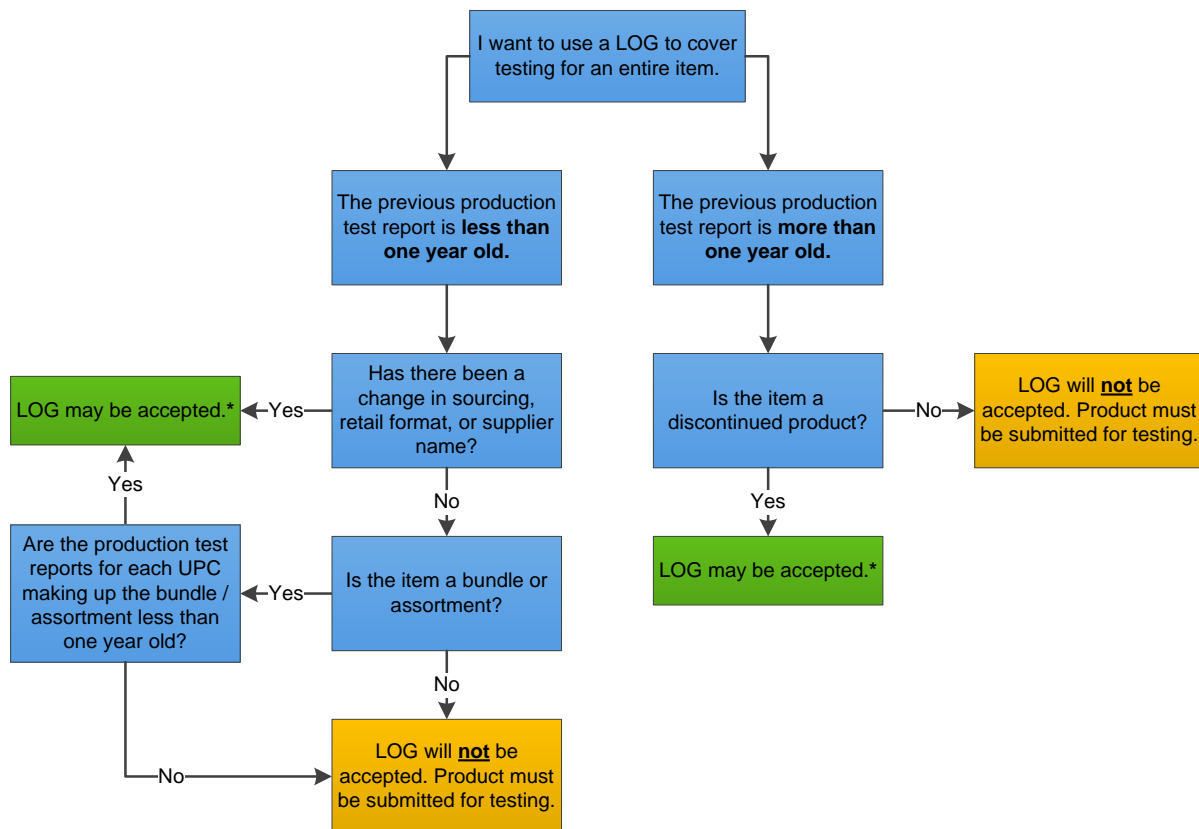 I want to use a LOG to cover
testing for an entire item.
The previous production
test report is less than
one year old.
The previous production
test report is more than
one year old.
Has there been a
change in sourcing,
retail format, or supplier
name?
Yes
LOG may be accepted.*
Is the item a
discontinued product?
No
LOG will not be
accepted. Product must
be submitted for testing.
Yes
No
Yes
Are the production test
reports for each UPC
making up the bundle /
assortment less than
one year old?
Yes
Is the item a bundle or
assortment?
LOG may be accepted.*
No
No
LOG will not be
accepted. Product must
be submitted for testing.